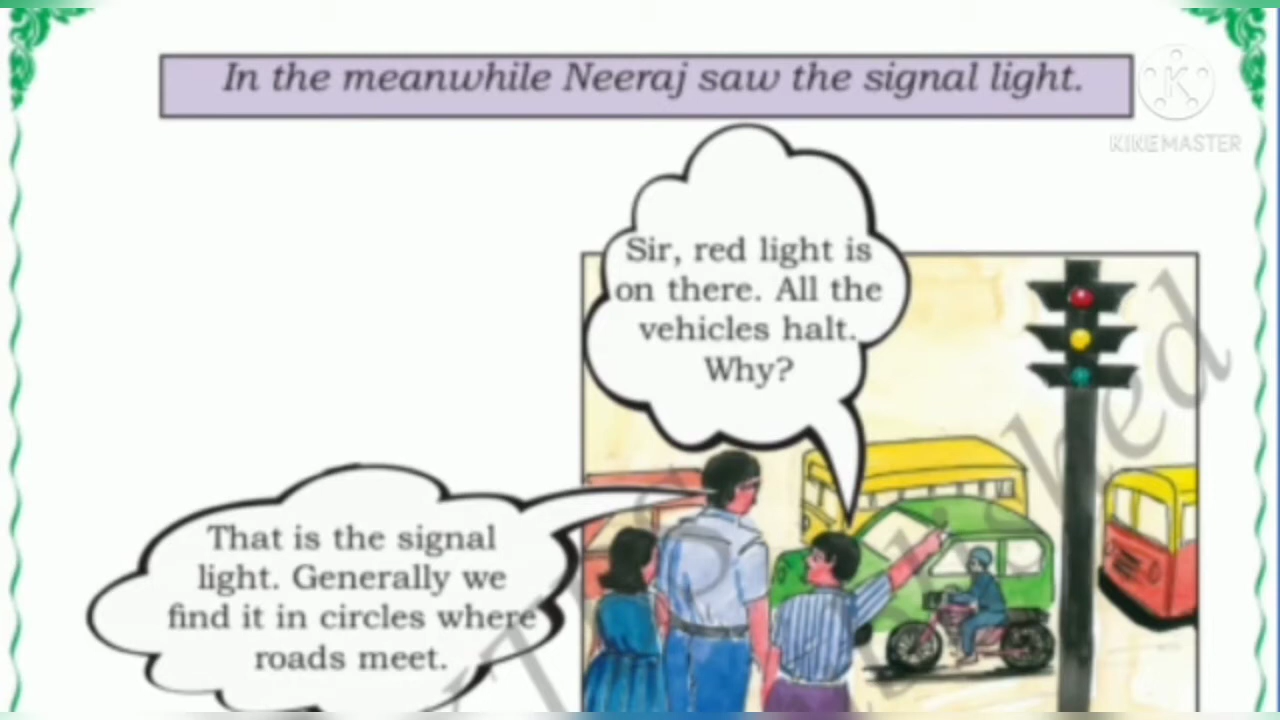 In the meanwhile Neeraj saw the signal light.
KINEMASTER
Sir, red light is
on there. All the
vehicles halt.
Why?
That is the signal
light. Generally we
find it in circles where
roads meet.